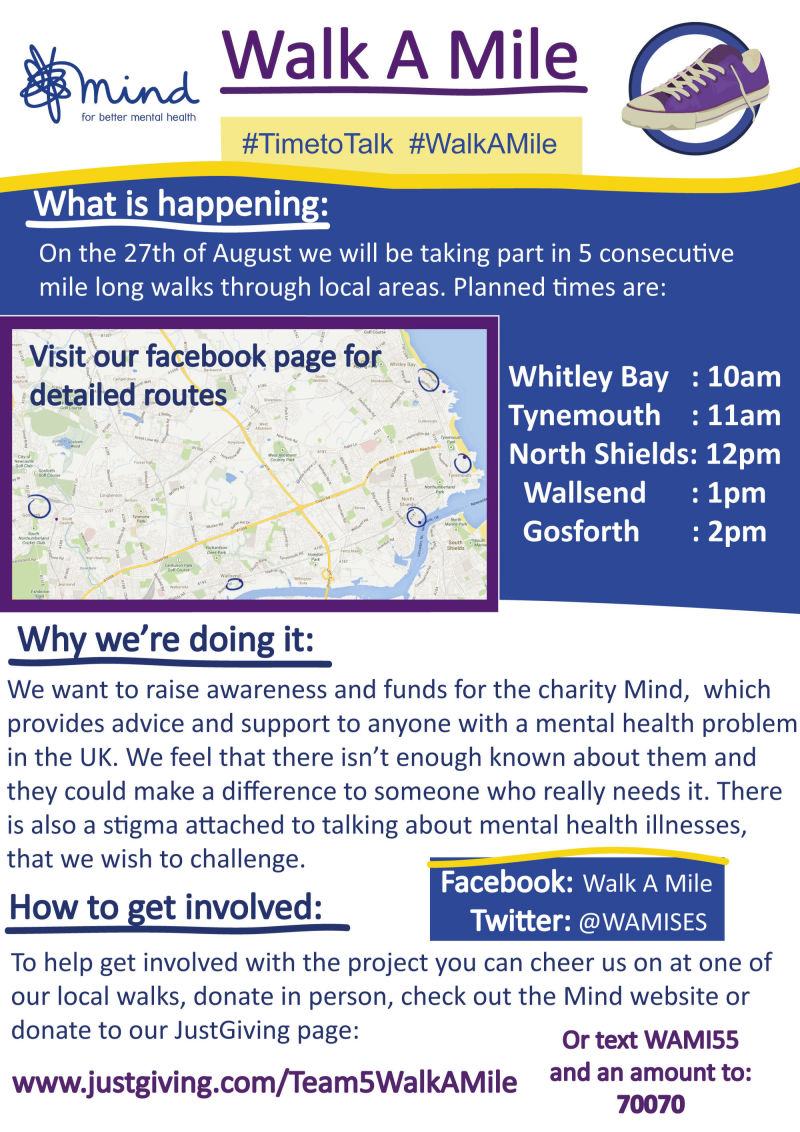 mind
for better mental health
Walk A Mile
#TimetoTalk #WalkAMile
What is happening:
On the 27th of August we will be taking part in 5 consecutive
mile long walks through local areas. Planned times are:
Visit our facebook page for
detailed routes
Whitley Bay
Tynemouth
North Shields
Wallsend
South
Shields
Gosforth
Whitley Bay : 10am
Tynemouth : 11am
North Shields: 12pm
Wallsend : 1pm
Gosforth : 2pm
Why we're doing it:
We want to raise awareness and funds for the charity Mind, which
provides advice and support to anyone with a mental health problem
in the UK. We feel that there isn't enough known about them and
they could make a difference to someone who really needs it. There
is also a stigma attached to talking about mental health illnesses,
that we wish to challenge.
Facebook: Walk A Mile
Twitter: @WAMISES
How to get involved:
To help get involved with the project you can cheer us on at one of
our local walks, donate in person, check out the Mind website or
donate to our JustGiving page:
www.justgiving.com/Team5WalkAMile
Or text WAMI55
and an amount to:
70070